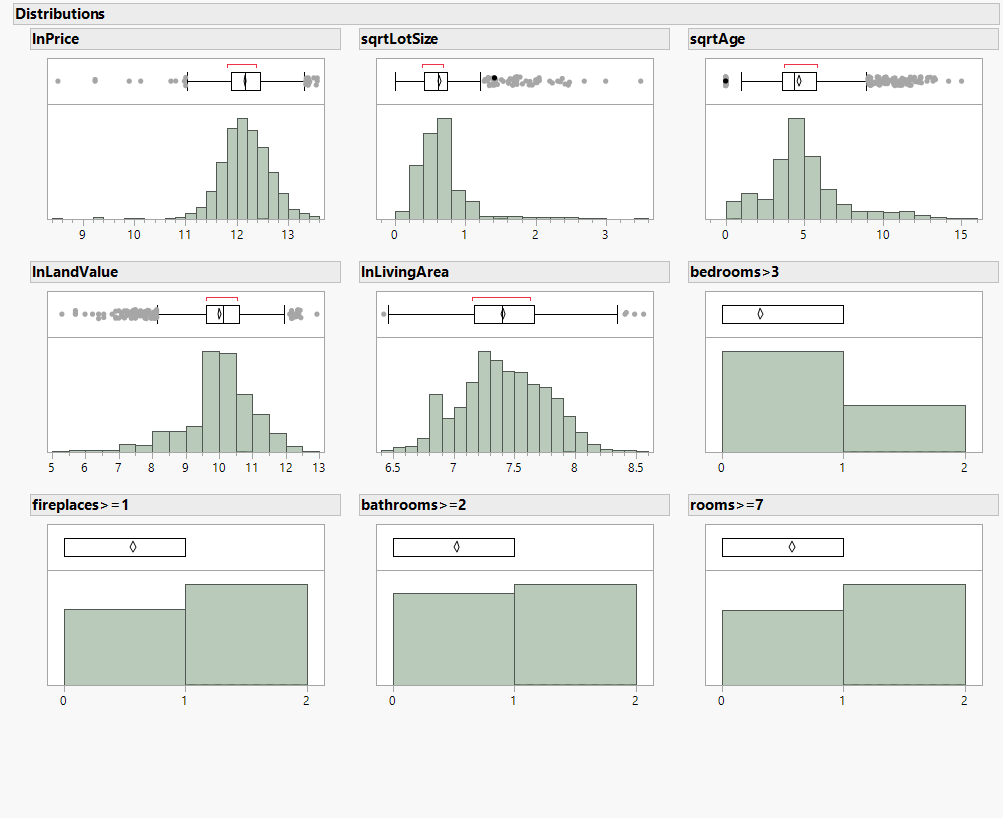 Distributions
lnPrice
sqrtLotSize
sqrtAge
9 10 11 12 13
0 1 2 3
0 5 10 15
lnLandValue
lnLivingArea
bedrooms>3
5 6 7 8 9 10 11 12 13
6.5 7 7.5 8 8.5
0 1 2
fireplaces>=1
bathrooms>=2
rooms>=7
0 1 2
0 1 2
0 1 2